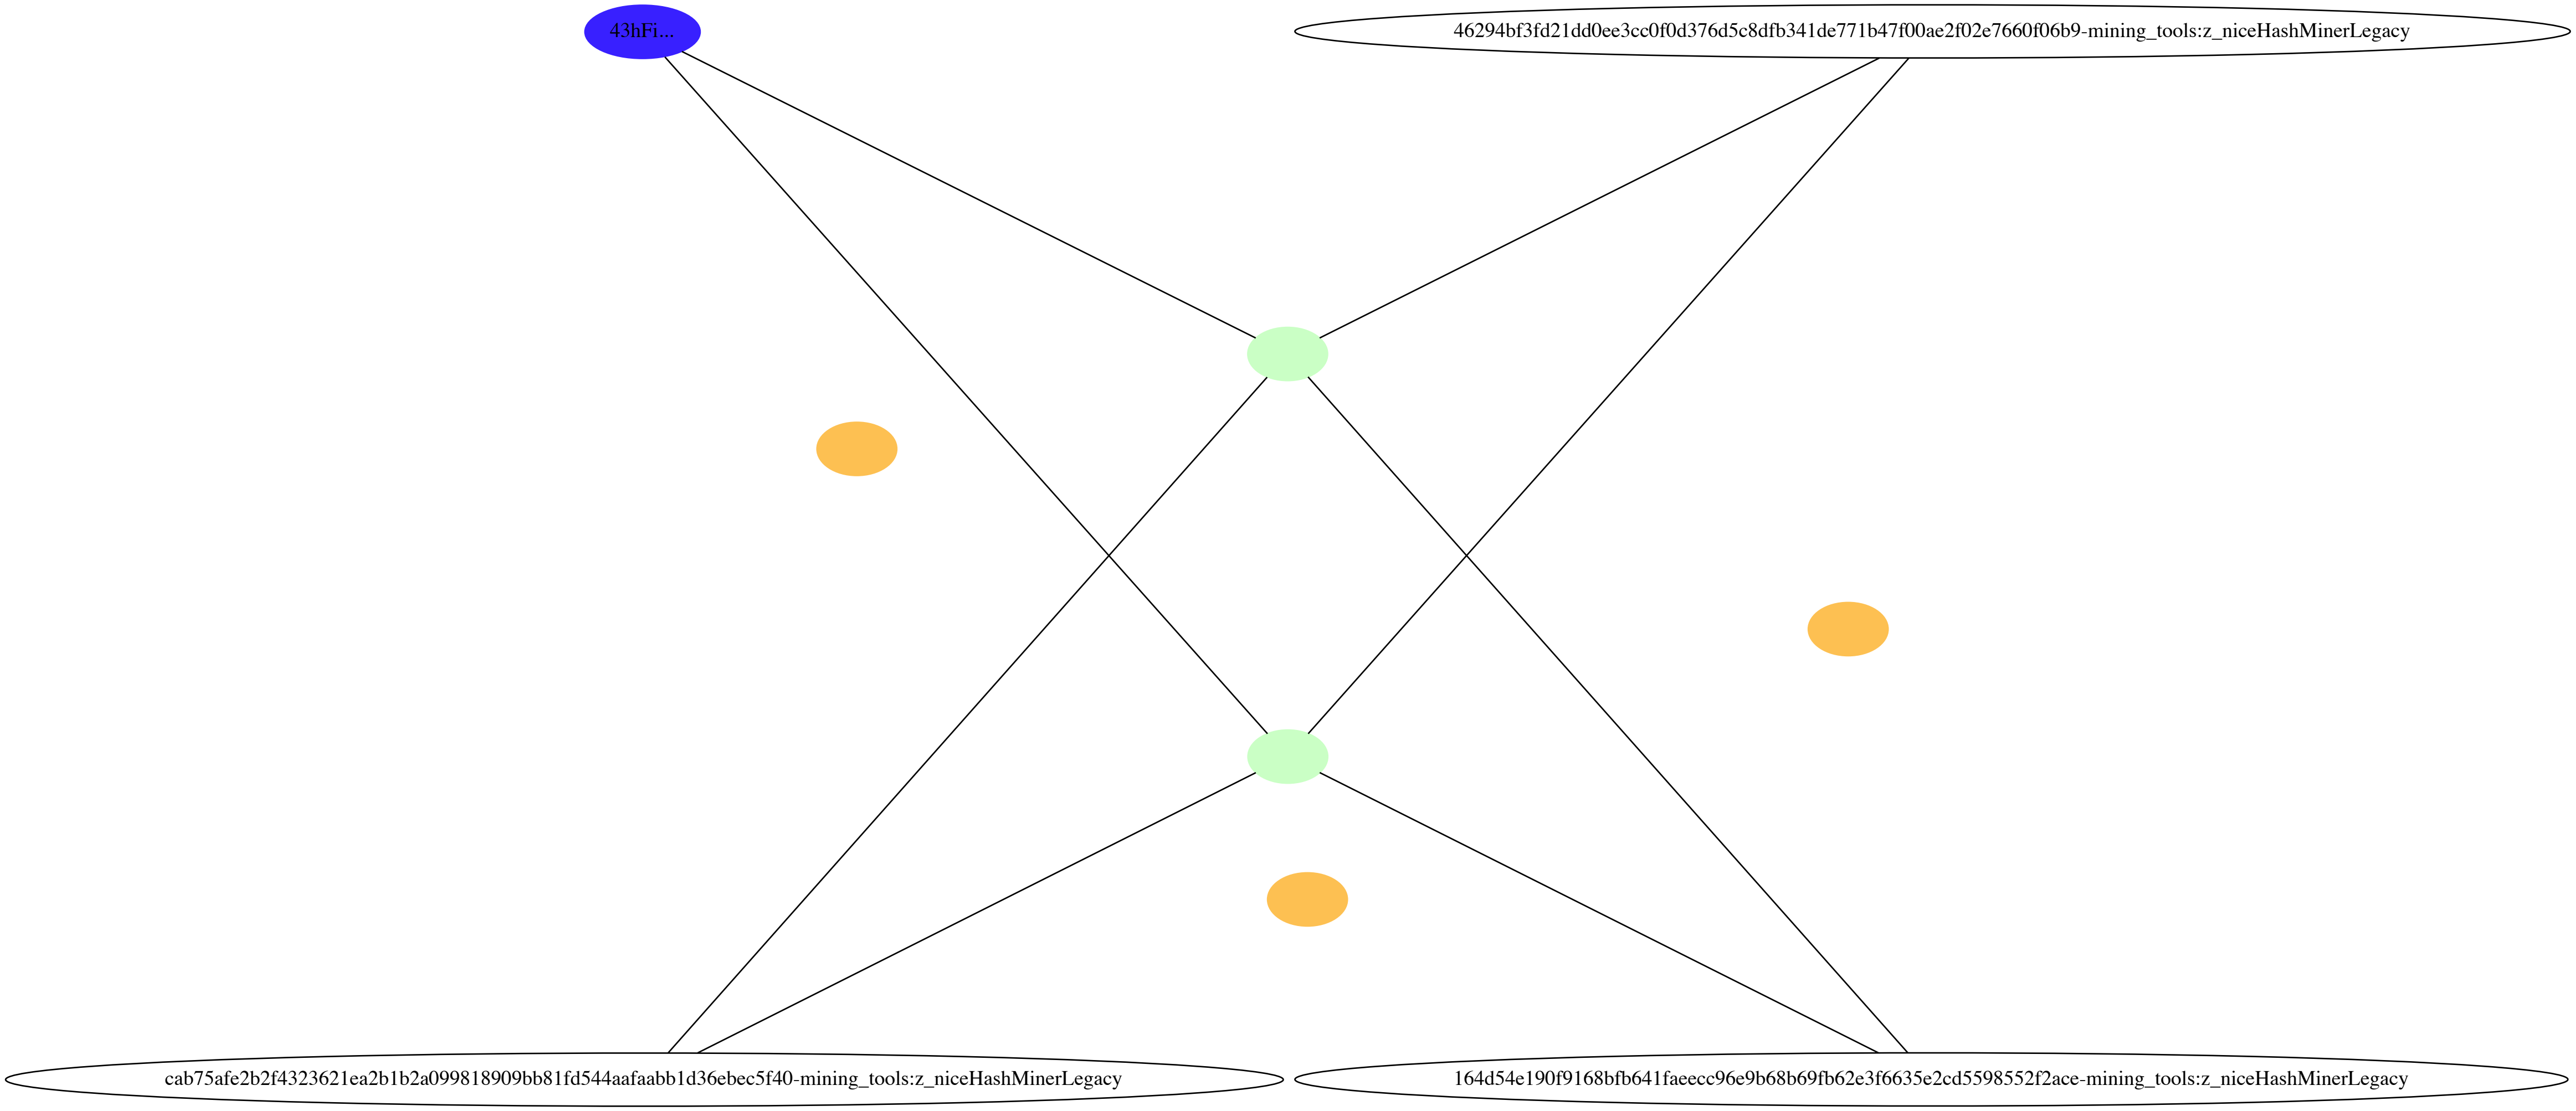 43hFi...
46294bf3fd21dd0ee3cc0f0d376d5c8dfb341de771b47f00ae2f02e7660f06b9-mining_tools:z_niceHashMinerLegacy
cab75afe2b2f4323621ea2b1b2a099818909bb81fd544aafaabb1d36ebec5f40-mining_tools:z_niceHashMinerLegacy
164d54e190f9168bfb641faeecc96e9b68b69fb62e3f6635e2cd5598552f2ace-mining_tools:z_niceHashMinerLegacy